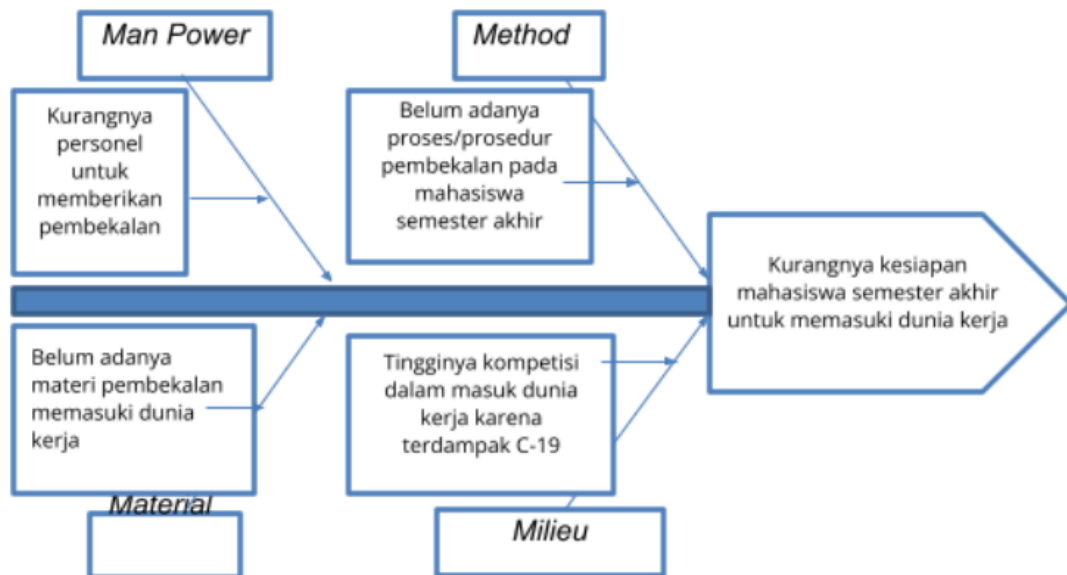 Man Power
Method
Kurangnya
personel
untuk
memberikan
pembekalan
Belum adanya
proses/prosedur
pembekalan pada
mahasiswa
semester akhir
Kurangnya kesiapan
mahasiswa semester akhir
untuk memasuki dunia kerja
Belum adanya
materi pembekalan
memasuki dunia
kerja
Tingginya kompetisi
dalam masuk dunia
kerja karena
terdampak C-19
Material
Milieu